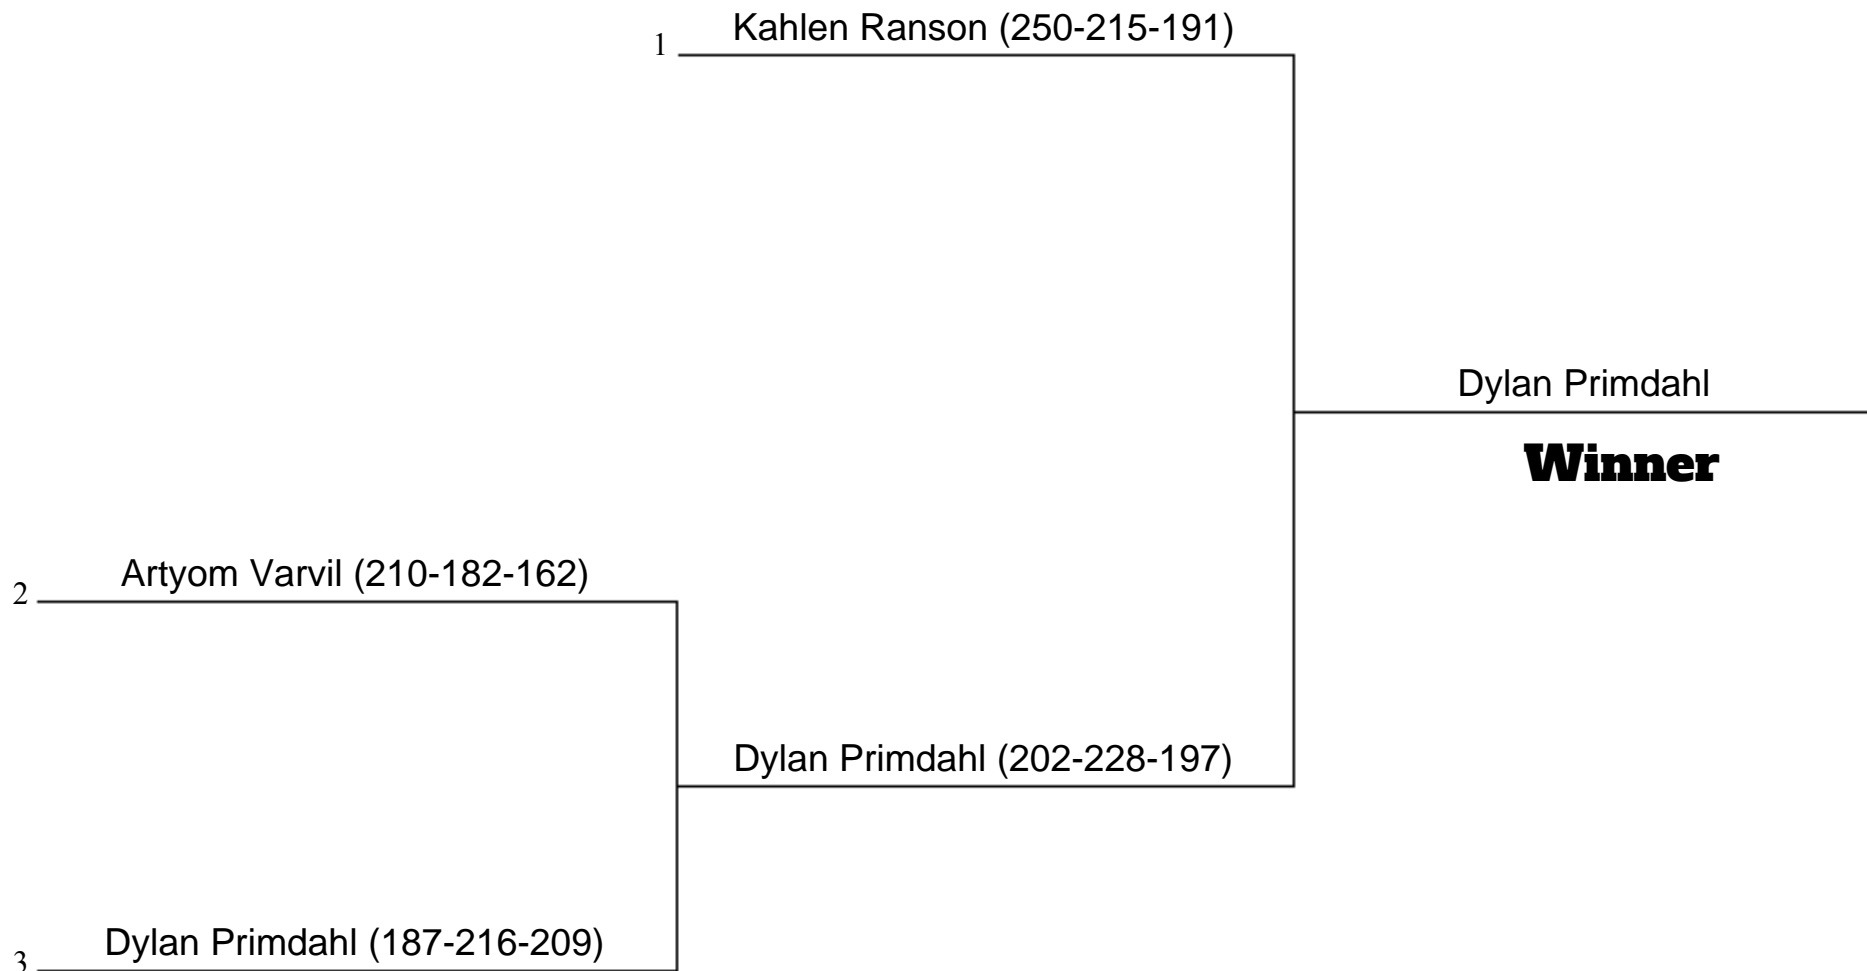 1
Kahlen Ranson (250-215-191)
Dylan Primdahl
Winner
2
Artyom Varvil (210-182-162)
Dylan Primdahl (202-228-197)
3
Dylan Primdahl (187-216-209)